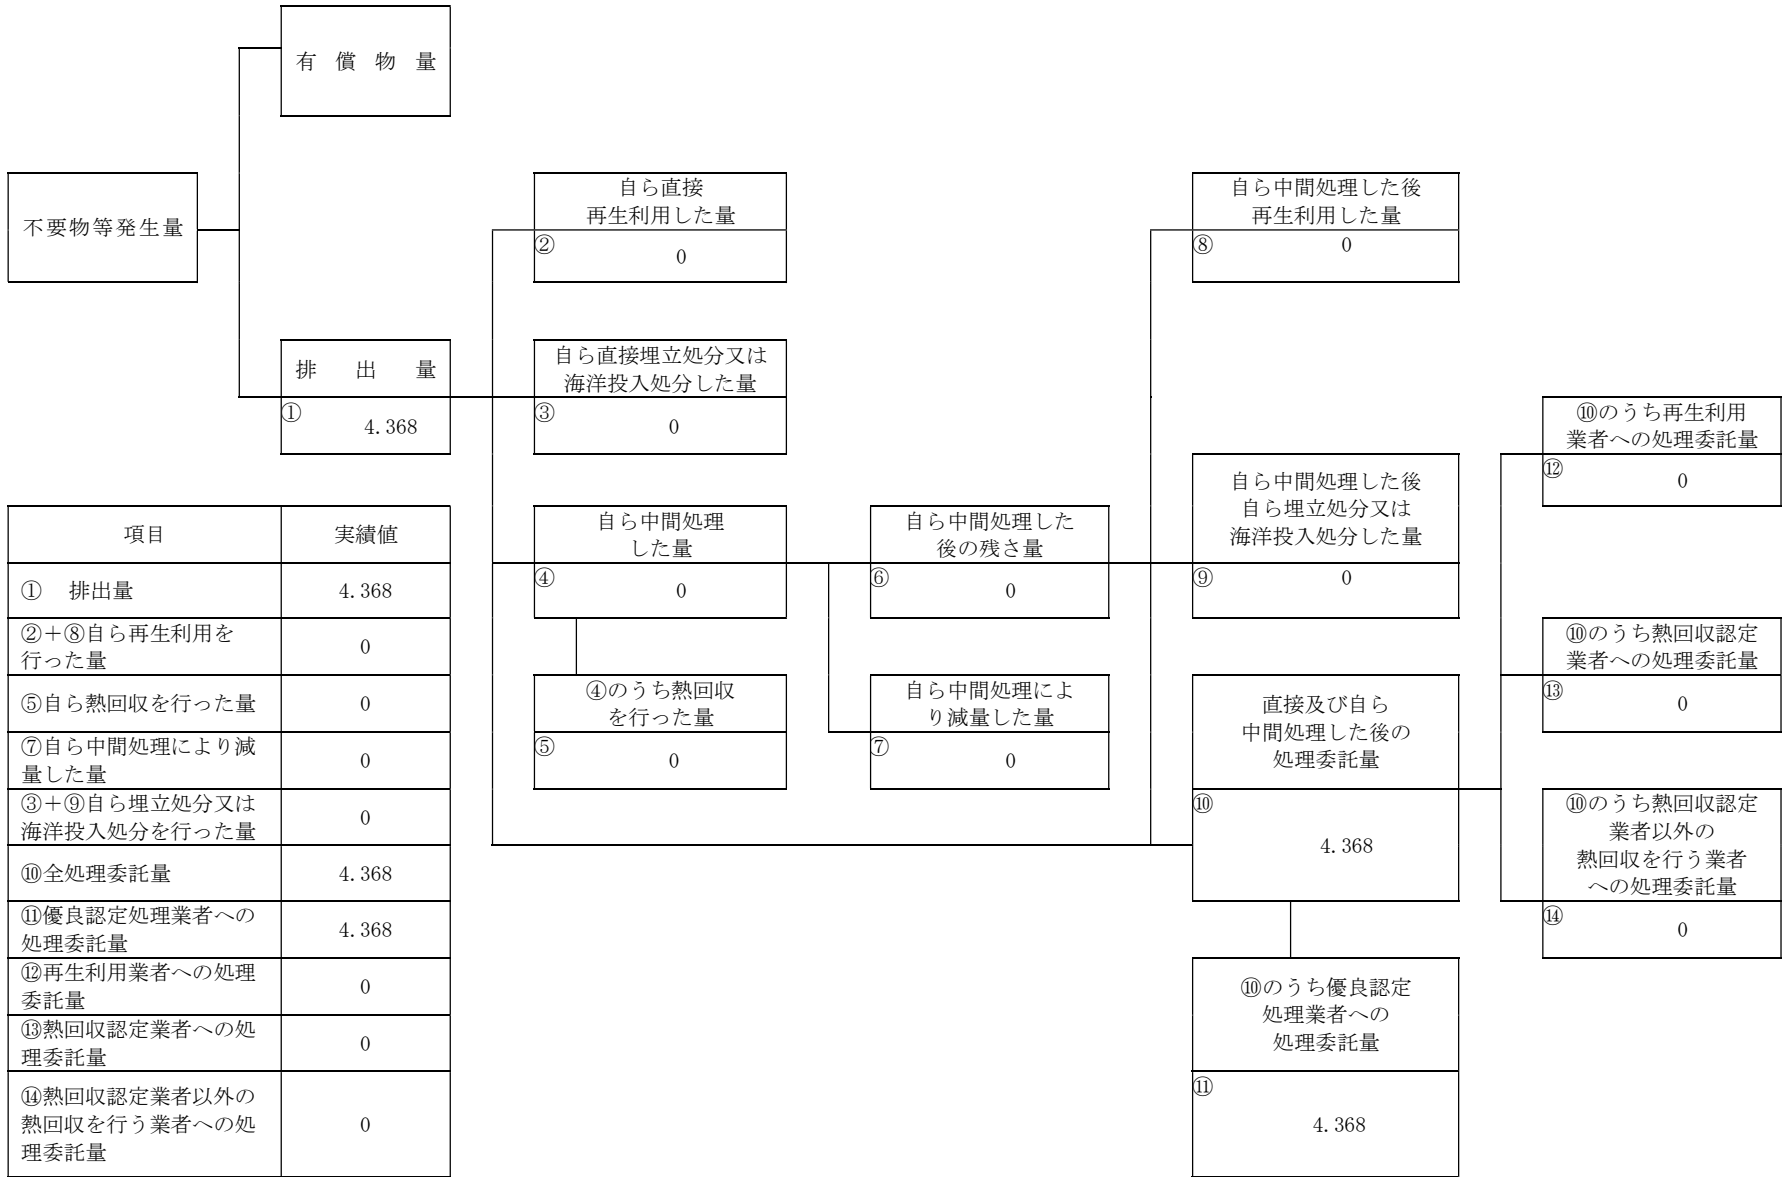 有 償 物 量
不要物等発生量
自ら直接
再生利用した量
② 0
自ら中間処理した後
再生利用した量
⑧ 0
排 出 量
① 4.368
自ら直接埋立処分又は
海洋投入処分した量
③ 0
⑩のうち再生利用
業者への処理委託量
⑫ 0
自ら中間処理した後
自ら埋立処分又は
海洋投入処分した量
⑨ 0
自ら中間処理
した量
④ 0
自ら中間処理した
後の残さ量
⑥ 0
⑩のうち熱回収認定
業者への処理委託量
⑬ 0
④のうち熱回収
を行った量
⑤ 0
自ら中間処理によ
り減量した量
⑦ 0
直接及び自ら
中間処理した後の
処理委託量
⑩
4.368
⑩のうち熱回収認定
業者以外の
熱回収を行う業者
への処理委託量
⑭ 0
⑩のうち優良認定
処理業者への
処理委託量
⑪
4.368
項目 実績値
① 排出量 4.368
②+⑧自ら再生利用を
行った量 0
⑤自ら熱回収を行った量 0
⑦自ら中間処理により減
量した量 0
③+⑨自ら埋立処分又は
海洋投入処分を行った量 0
⑩全処理委託量 4.368
⑪優良認定処理業者への
処理委託量 4.368
⑫再生利用業者への処理
委託量 0
⑬熱回収認定業者への処
理委託量 0
⑭熱回収認定業者以外の
熱回収を行う業者への処
理委託量 0